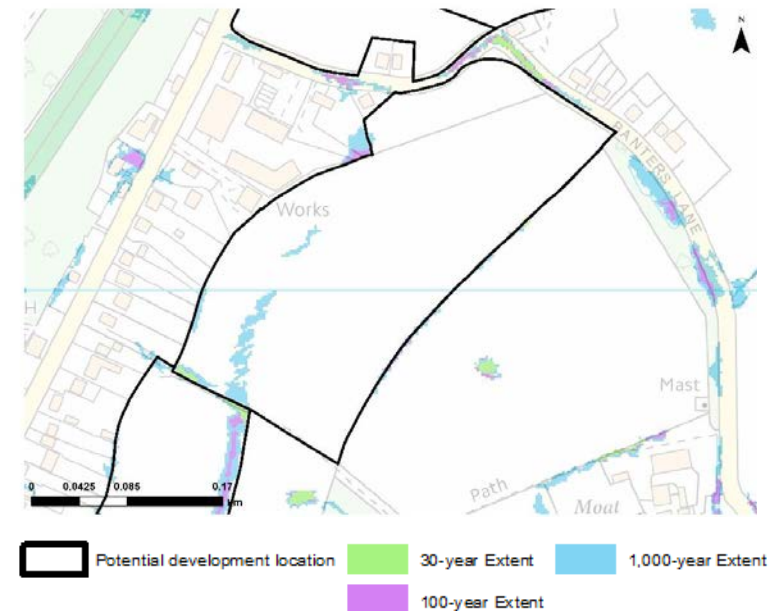 N
BANTERS LANE
Works
H
Mast
Path
Moat
0 0.0425 0.085 0.17
km
Potential development location
30-year Extent
1,000-year Extent
100-year Extent